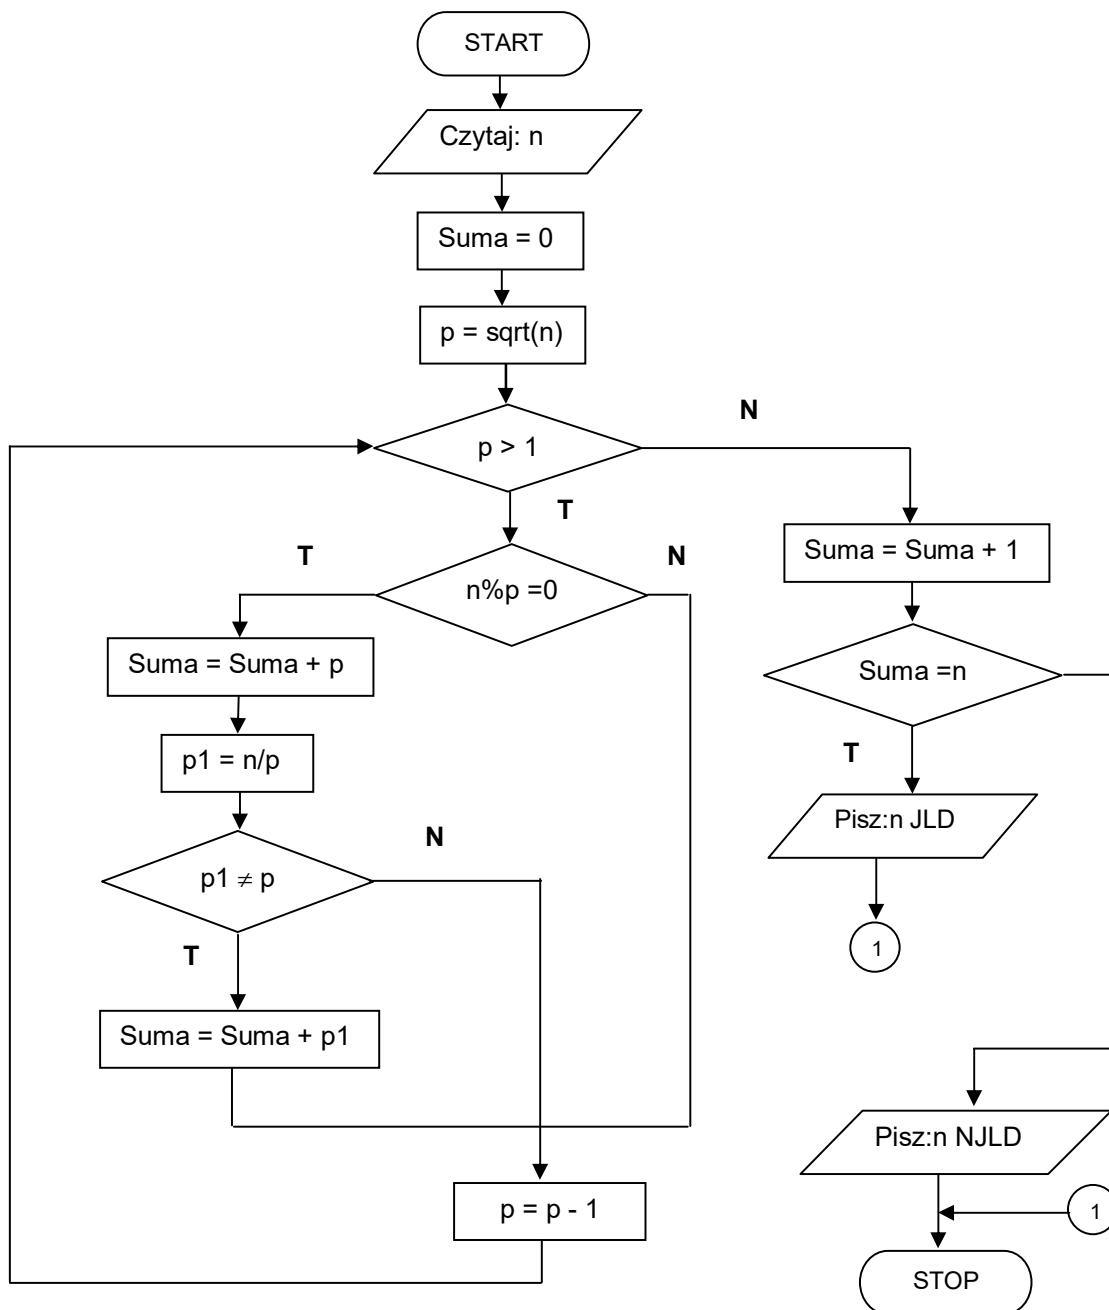 START
Czytaj: n
Suma = 0
p = sqrt(n)
p > 1
N
T
n%p =0
T
N
Suma = Suma + p
p1 = n/p
p1 ≠ p
N
T
Suma = Suma + p1
p = p - 1
Suma = Suma + 1
Suma =n
T
Pisz:n JLD
1
Pisz:n NJLD
1
STOP